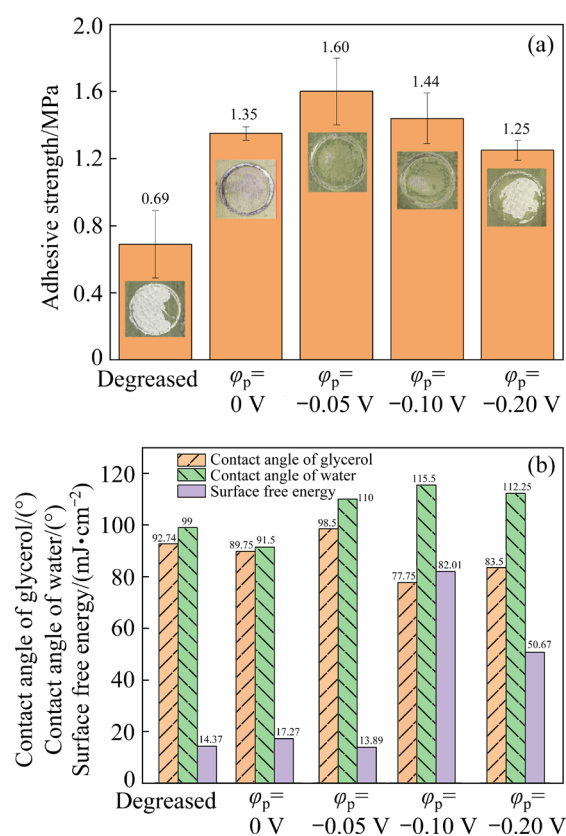 (a)
Adhesive strength/MPa
2.0
1.6
1.2
0.8
0.4
0
0.69
1.35
1.60
1.44
1.25
Degreased
φp=
0 V
φp=
−0.05 V
φp=
−0.10 V
φp=
−0.20 V
(b)
Contact angle of glycerol/(°)
Contact angle of water/(°)
Surface free energy/(mJ•cm−2)
120
100
80
60
40
20
0
Contact angle of glycerol
Contact angle of water
Surface free energy
92.74
99
14.37
89.75
91.5
17.27
98.5
110
13.89
77.75
115.5
82.01
83.5
112.25
50.67
Degreased
φp=
0 V
φp=
−0.05 V
φp=
−0.10 V
φp=
−0.20 V